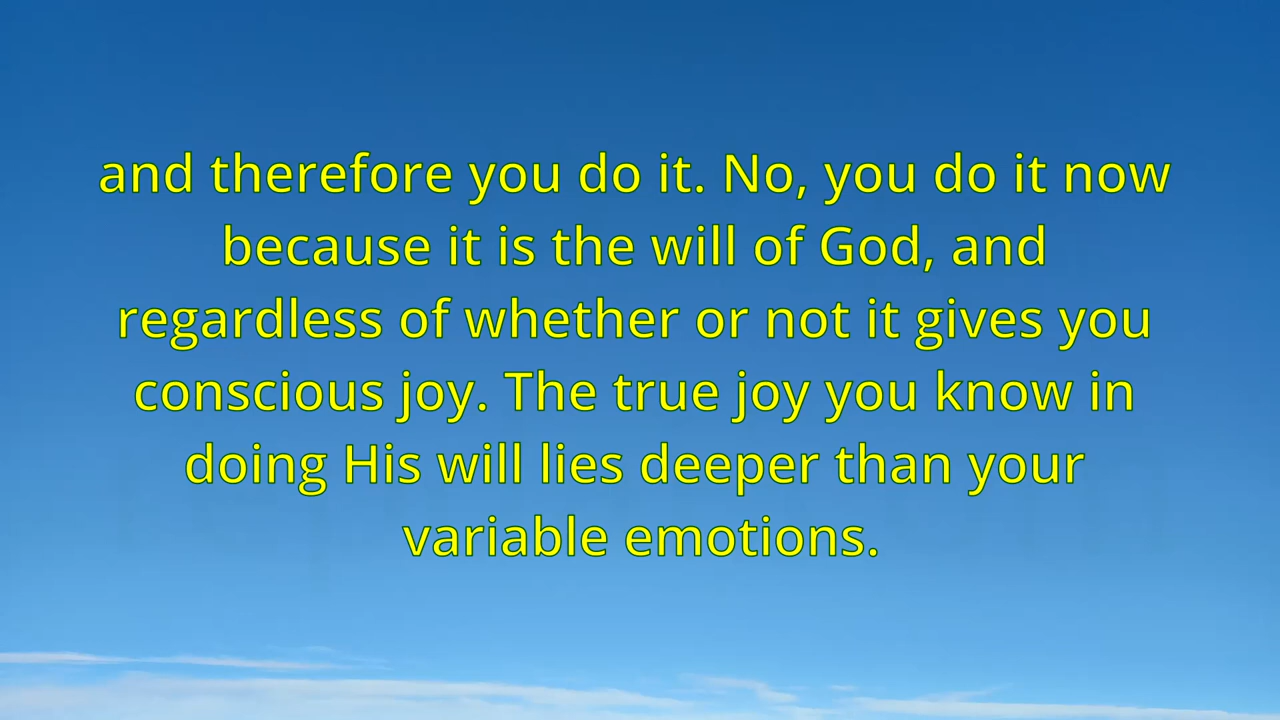 and therefore you do it. No, you do it now
because it is the will of God, and
regardless of whether or not it gives you
conscious joy. The true joy you know in
doing His will lies deeper than your
variable emotions.